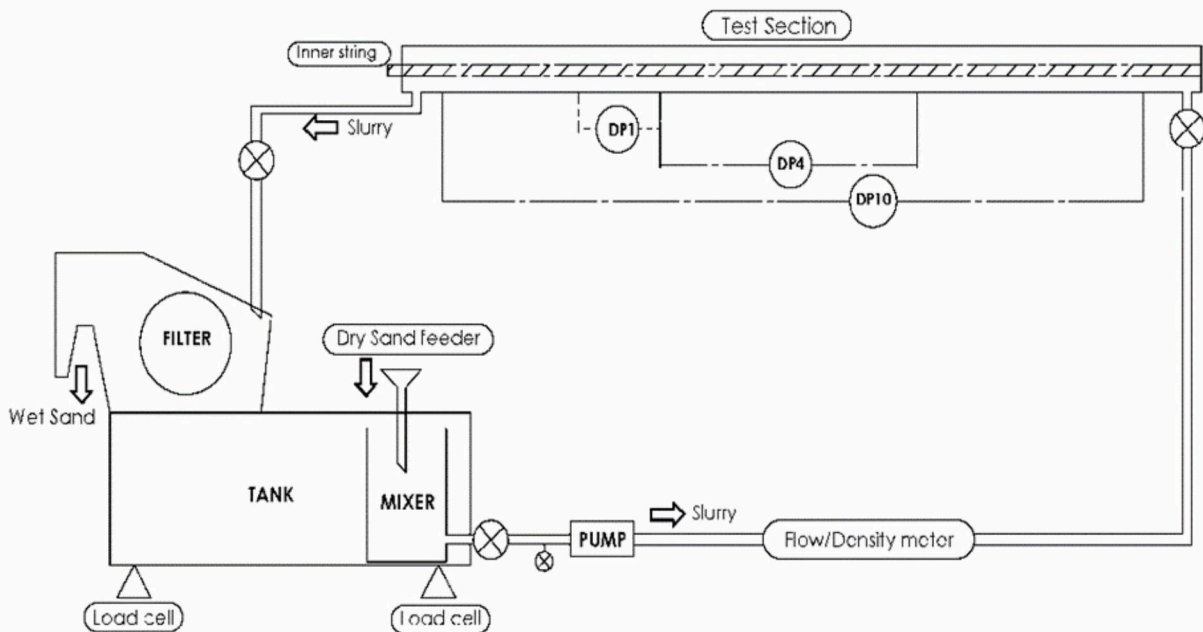 Test Section
Inner string
Slurry
DP1
DP4
DP10
FILTER
Dry Sand feeder
Wet Sand
TANK
MIXER
Slurry
PUMP
Flow/Density meter
Load cell
Load cell